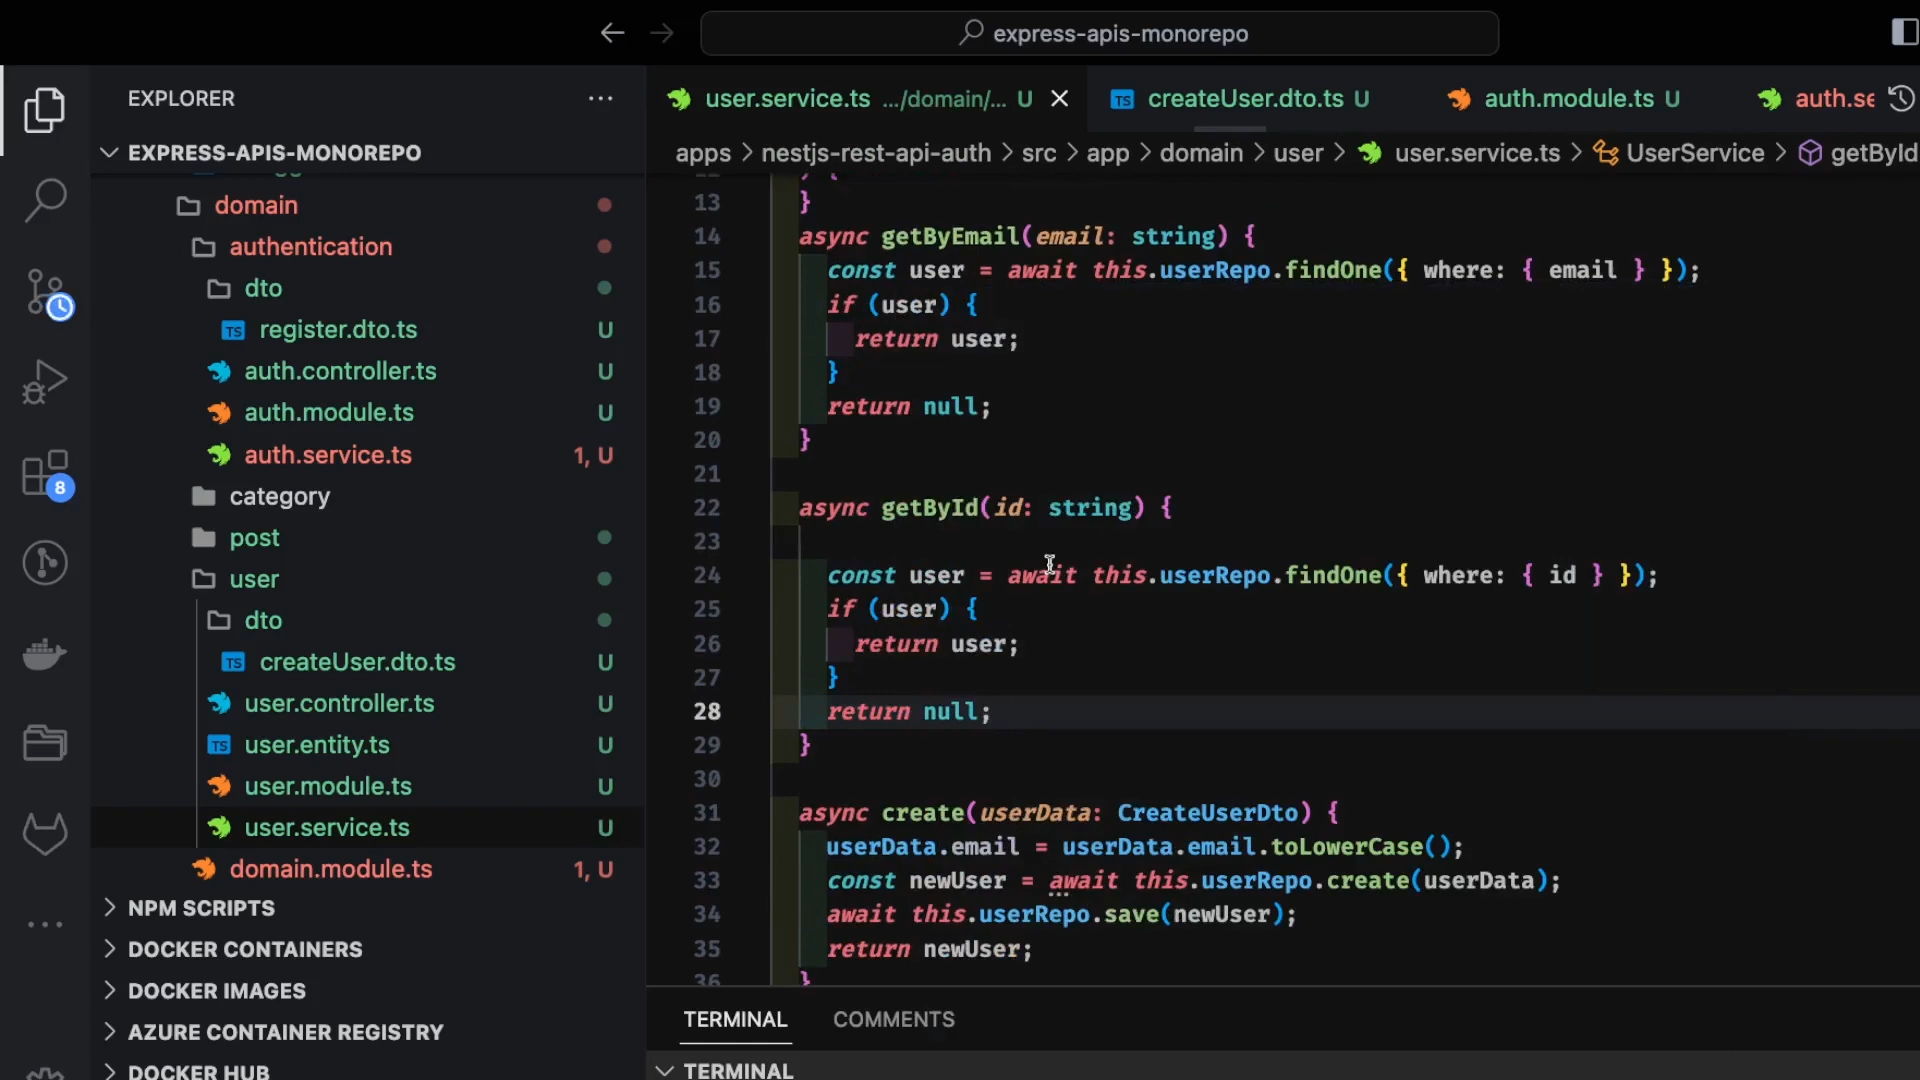 express-apis-monorepo
EXPLORER
EXPRESS-APIS-MONOREPO
domain
authentication
dto
TS register.dto.ts U
auth.controller.ts U
auth.module.ts U
auth.service.ts 1, U
category
post
user
dto
TS createUser.dto.ts U
user.controller.ts U
TS user.entity.ts U
user.module.ts U
user.service.ts U
domain.module.ts 1, U
NPM SCRIPTS
DOCKER CONTAINERS
DOCKER IMAGES
AZURE CONTAINER REGISTRY
DOCKER HUB
8
user.service.ts .../domain/... U
TS createUser.dto.ts U
auth.module.ts U
auth.se
apps > nestjs-rest-api-auth > src > app > domain > user > user.service.ts > UserService > getById
13 }
14 async getByEmail(email: string) {
15 const user = await this.userRepo.findOne({ where: { email } });
16 if (user) {
17 return user;
18 }
19 return null;
20 }
21
22 async getById(id: string) {
23
24 const user = await this.userRepo.findOne({ where: { id } });
25 if (user) {
26 return user;
27 }
28 return null;
29 }
30
31 async create(userData: CreateUserDto) {
32 userData.email = userData.email.toLowerCase();
33 const newUser = await this.userRepo.create(userData);
34 await this.userRepo.save(newUser);
35 return newUser;
36 }
TERMINAL
COMMENTS
TERMINAL